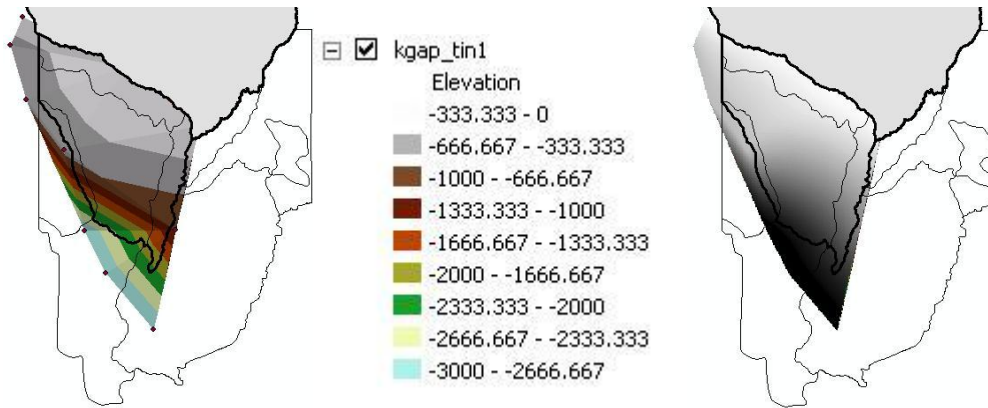 kgap_tin1
Elevation
-333.333 - 0
-666.667 - -333.333
-1000 - -666.667
-1333.333 - -1000
-1666.667 - -1333.333
-2000 - -1666.667
-2333.333 - -2000
-2666.667 - -2333.333
-3000 - -2666.667